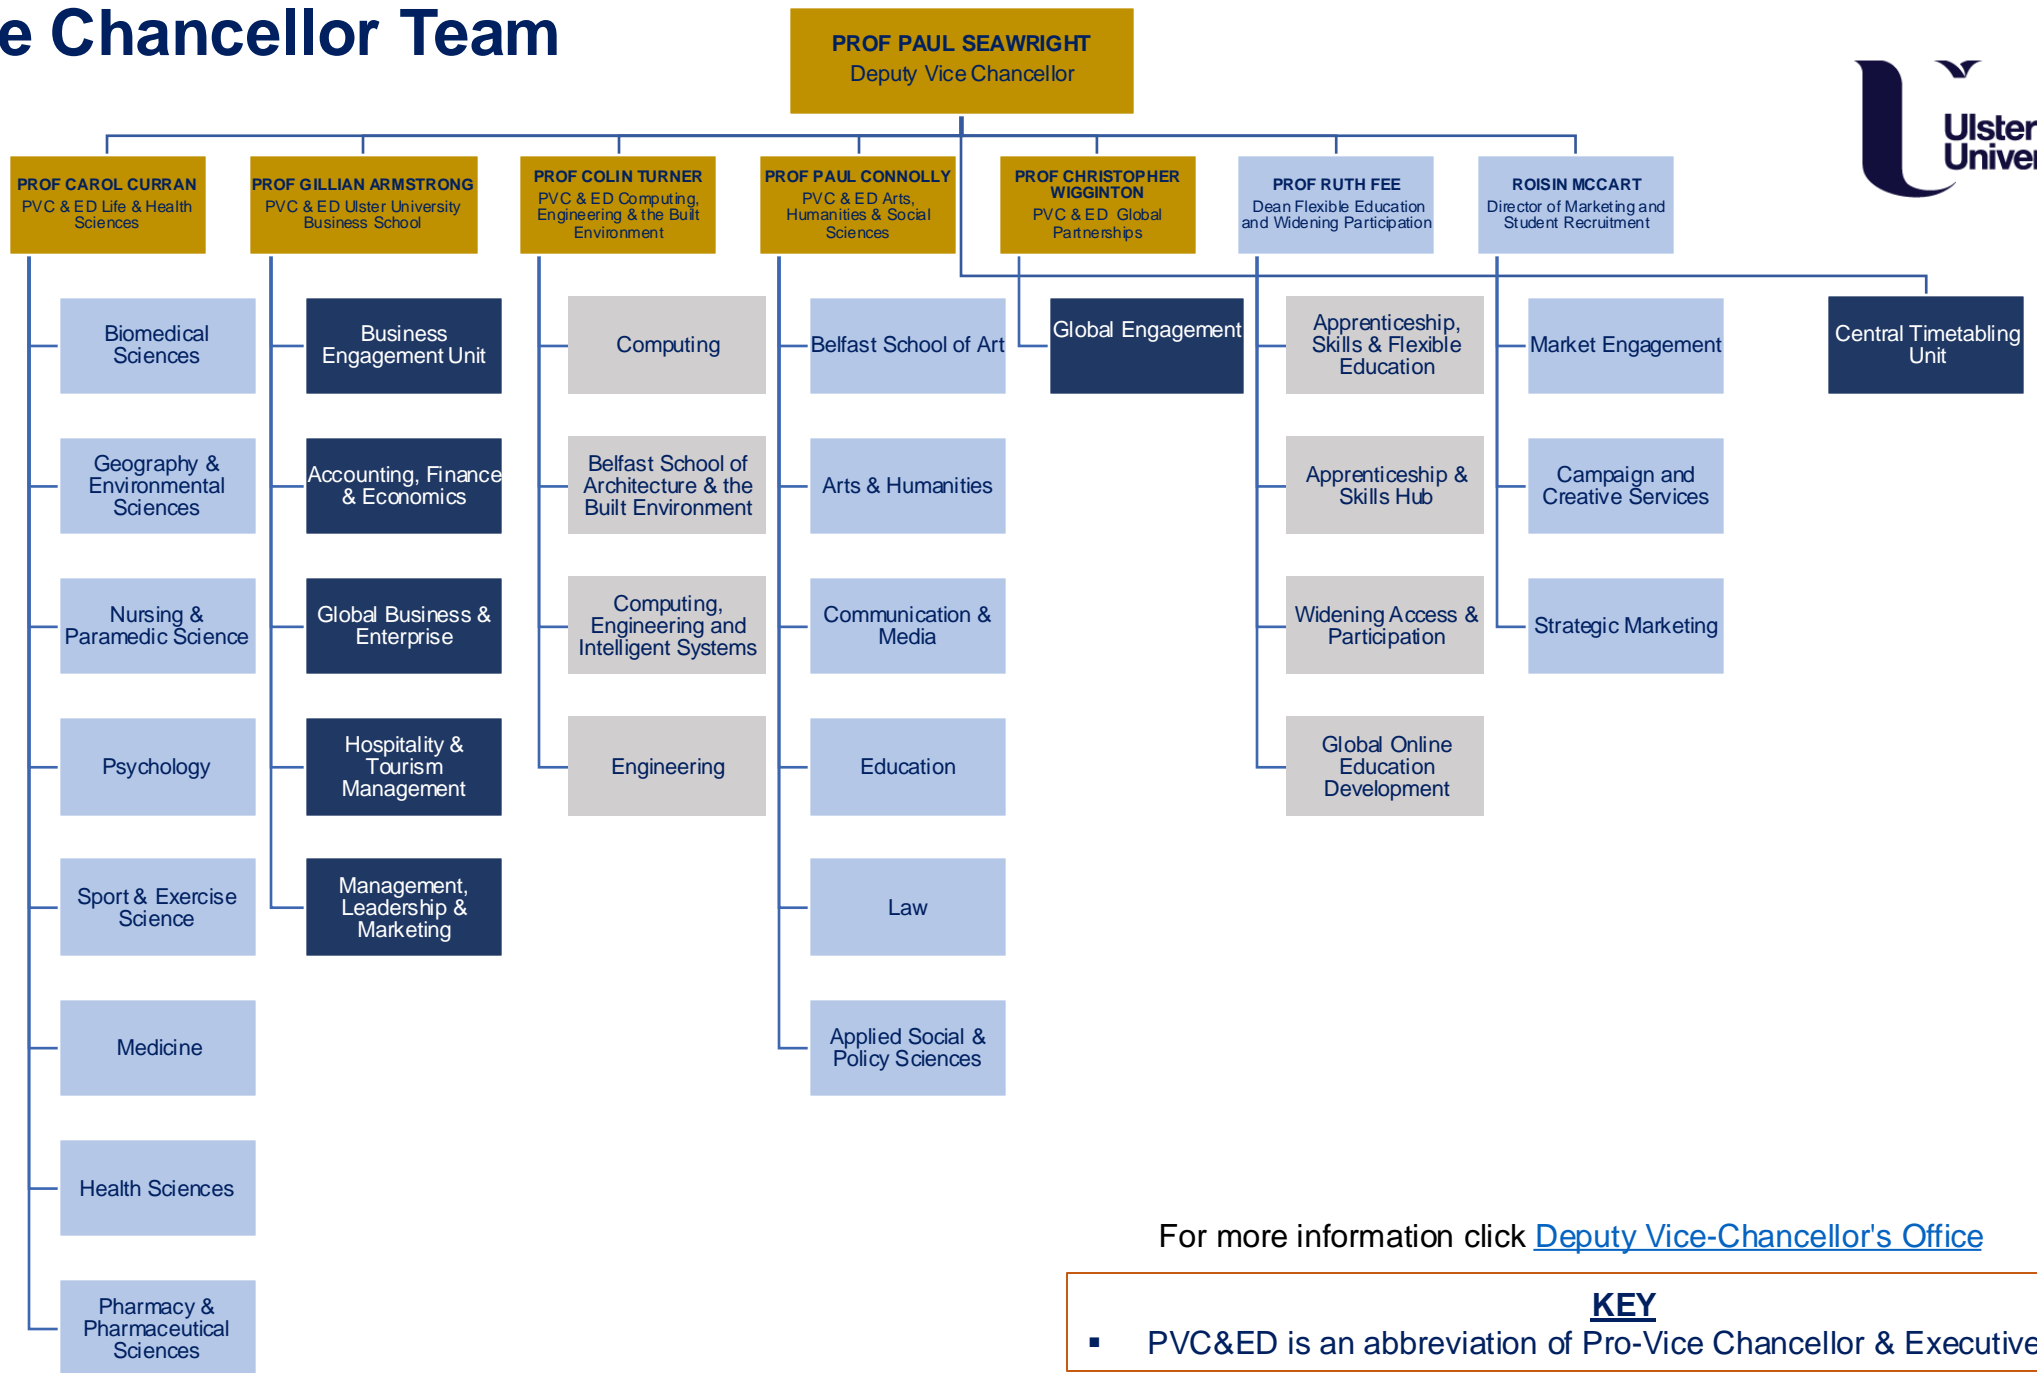 e Chancellor Team
PROF PAUL SEAWRIGHT
Deputy Vice Chancellor
Ulster
Univer
PROF CAROL CURRAN
PVC & ED Life & Health
Sciences
PROF GILLIAN ARMSTRONG
PVC & ED Ulster University
Business School
PROF COLIN TURNER
PVC & ED Computing,
Engineering & the Built
Environment
PROF PAUL CONNOLLY
PVC & ED Arts,
Humanities & Social
Sciences
PROF CHRISTOPHER
WIGGINTON
PVC & ED Global
Partnerships
PROF RUTH FEE
Dean Flexible Education
and Widening Participation
ROISIN MCCART
Director of Marketing and
Student Recruitment
Biomedical
Sciences
Geography &
Environmental
Sciences
Nursing &
Paramedic Science
Psychology
Sport & Exercise
Science
Medicine
Health Sciences
Pharmacy &
Pharmaceutical
Sciences
Business
Engagement Unit
Accounting, Finance
& Economics
Global Business &
Enterprise
Hospitality &
Tourism
Management
Management,
Leadership &
Marketing
Computing
Belfast School of
Architecture & the
Built Environment
Computing,
Engineering and
Intelligent Systems
Engineering
Belfast School of Art
Arts & Humanities
Communication &
Media
Education
Law
Applied Social &
Policy Sciences
Global Engagement
Apprenticeship,
Skills & Flexible
Education
Apprenticeship &
Skills Hub
Widening Access &
Participation
Global Online
Education
Development
Market Engagement
Campaign and
Creative Services
Strategic Marketing
Central Timetabling
Unit
For more information click Deputy Vice-Chancellor's Office
KEY
▪ PVC&ED is an abbreviation of Pro-Vice Chancellor & Executive